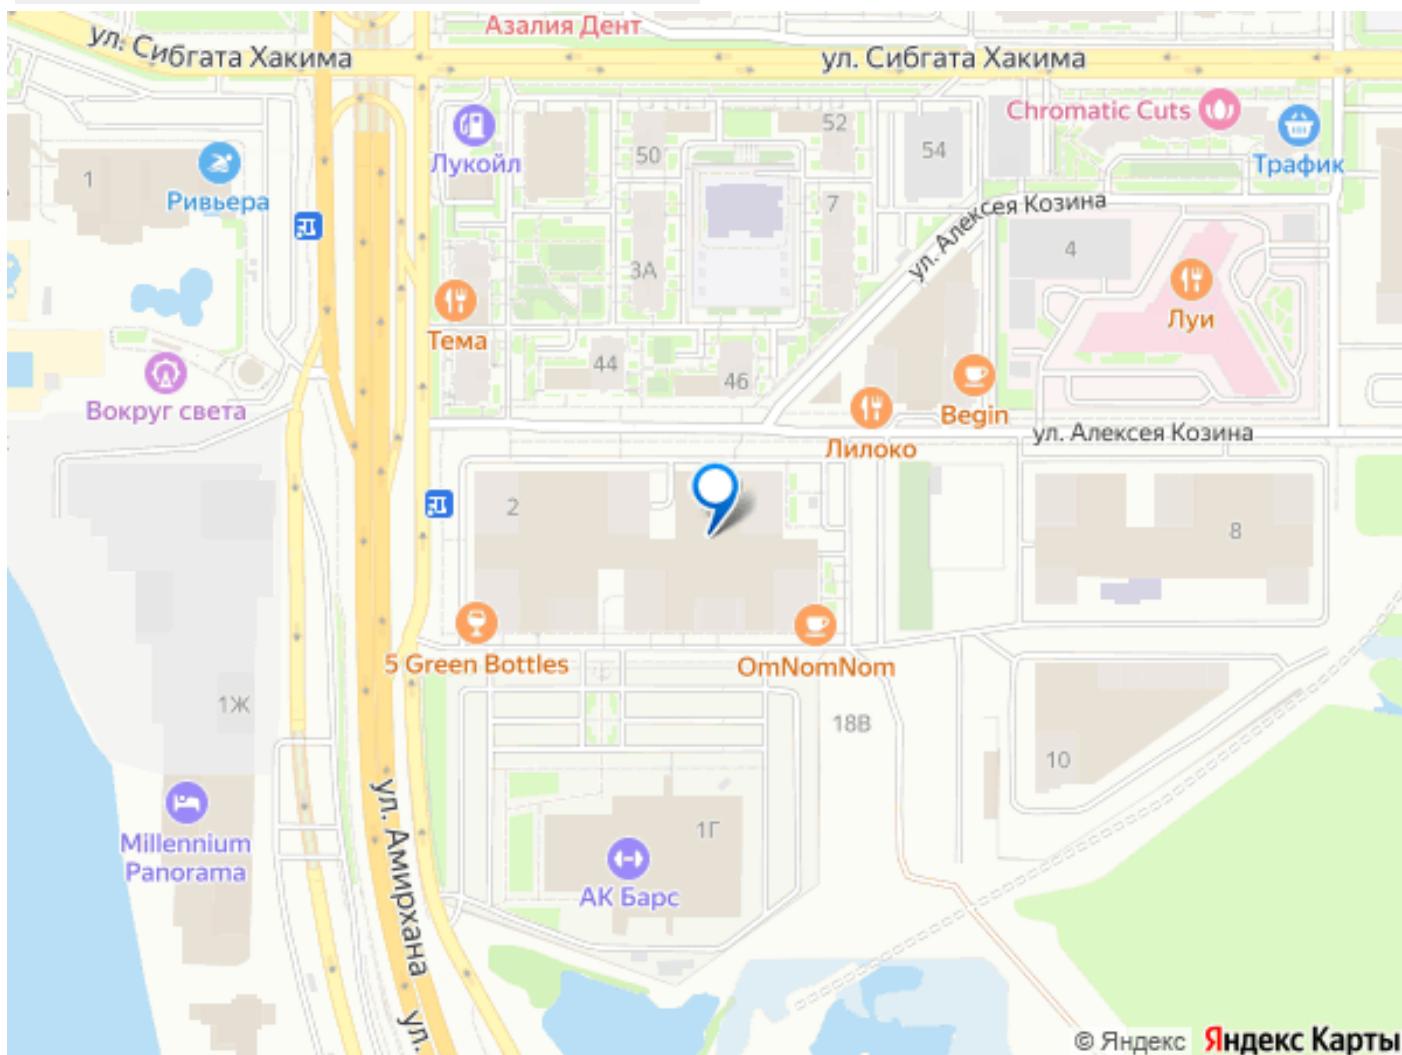 Азалия Дент
ул. Сибгата Хакима
ул. Сибгата Хакима
Chromatic Cuts
Трафик
Лукойл
50
52
54
1
Ривьера
7
ул. Алексея Козина
4
3А
Луи
Тема
44
46
Begin
Вокруг света
Лилоко
ул. Алексея Козина
2
8
5 Green Bottles
OmNomNom
1Ж
18В
10
ул. Амирхана
Millennium
Panorama
1Г
АК Барс
ул.
© Яндекс Яндекс Карты